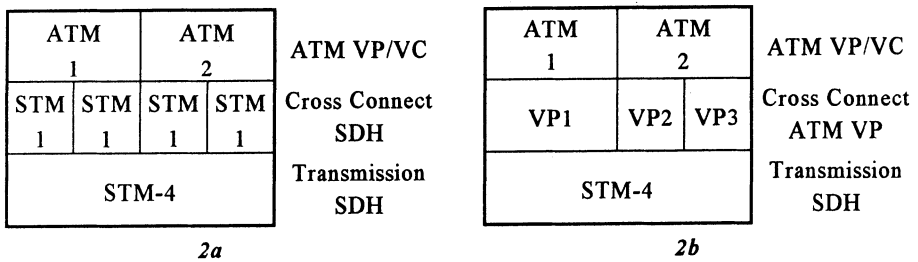 ATM
1
ATM
2
ATM VP/VC
STM
1
STM
1
STM
1
STM
1
Cross Connect
SDH
STM-4
Transmission
SDH
2a
ATM
1
ATM
2
ATM VP/VC
VP1
VP2
VP3
Cross Connect
ATM VP
STM-4
Transmission
SDH
2b